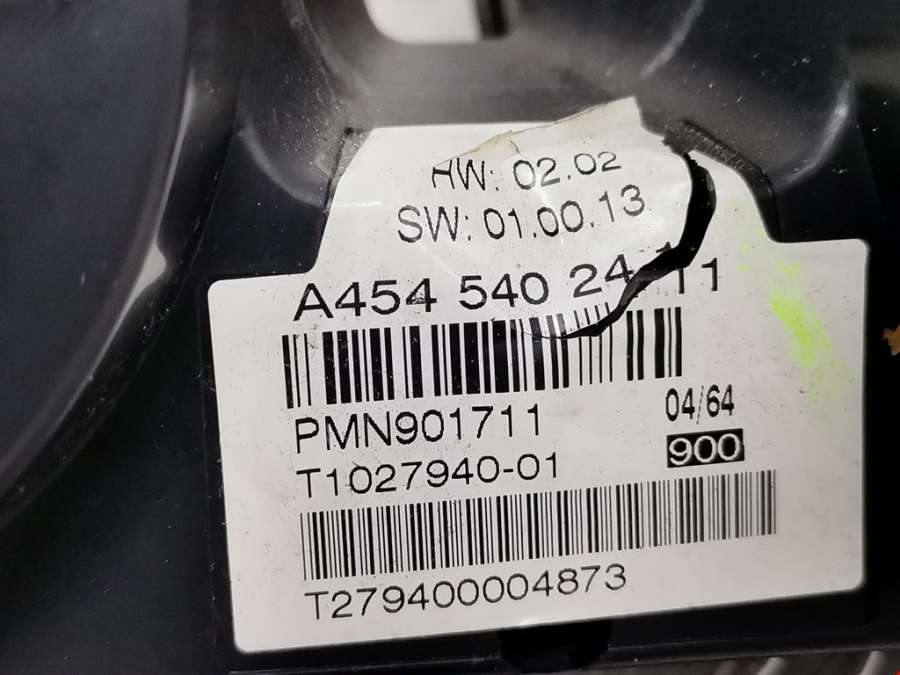 HW: 02.02
SW: 01.00.13
A454 540 24 11
PMN901711
04/64
T1027940-01
900
T279400004873